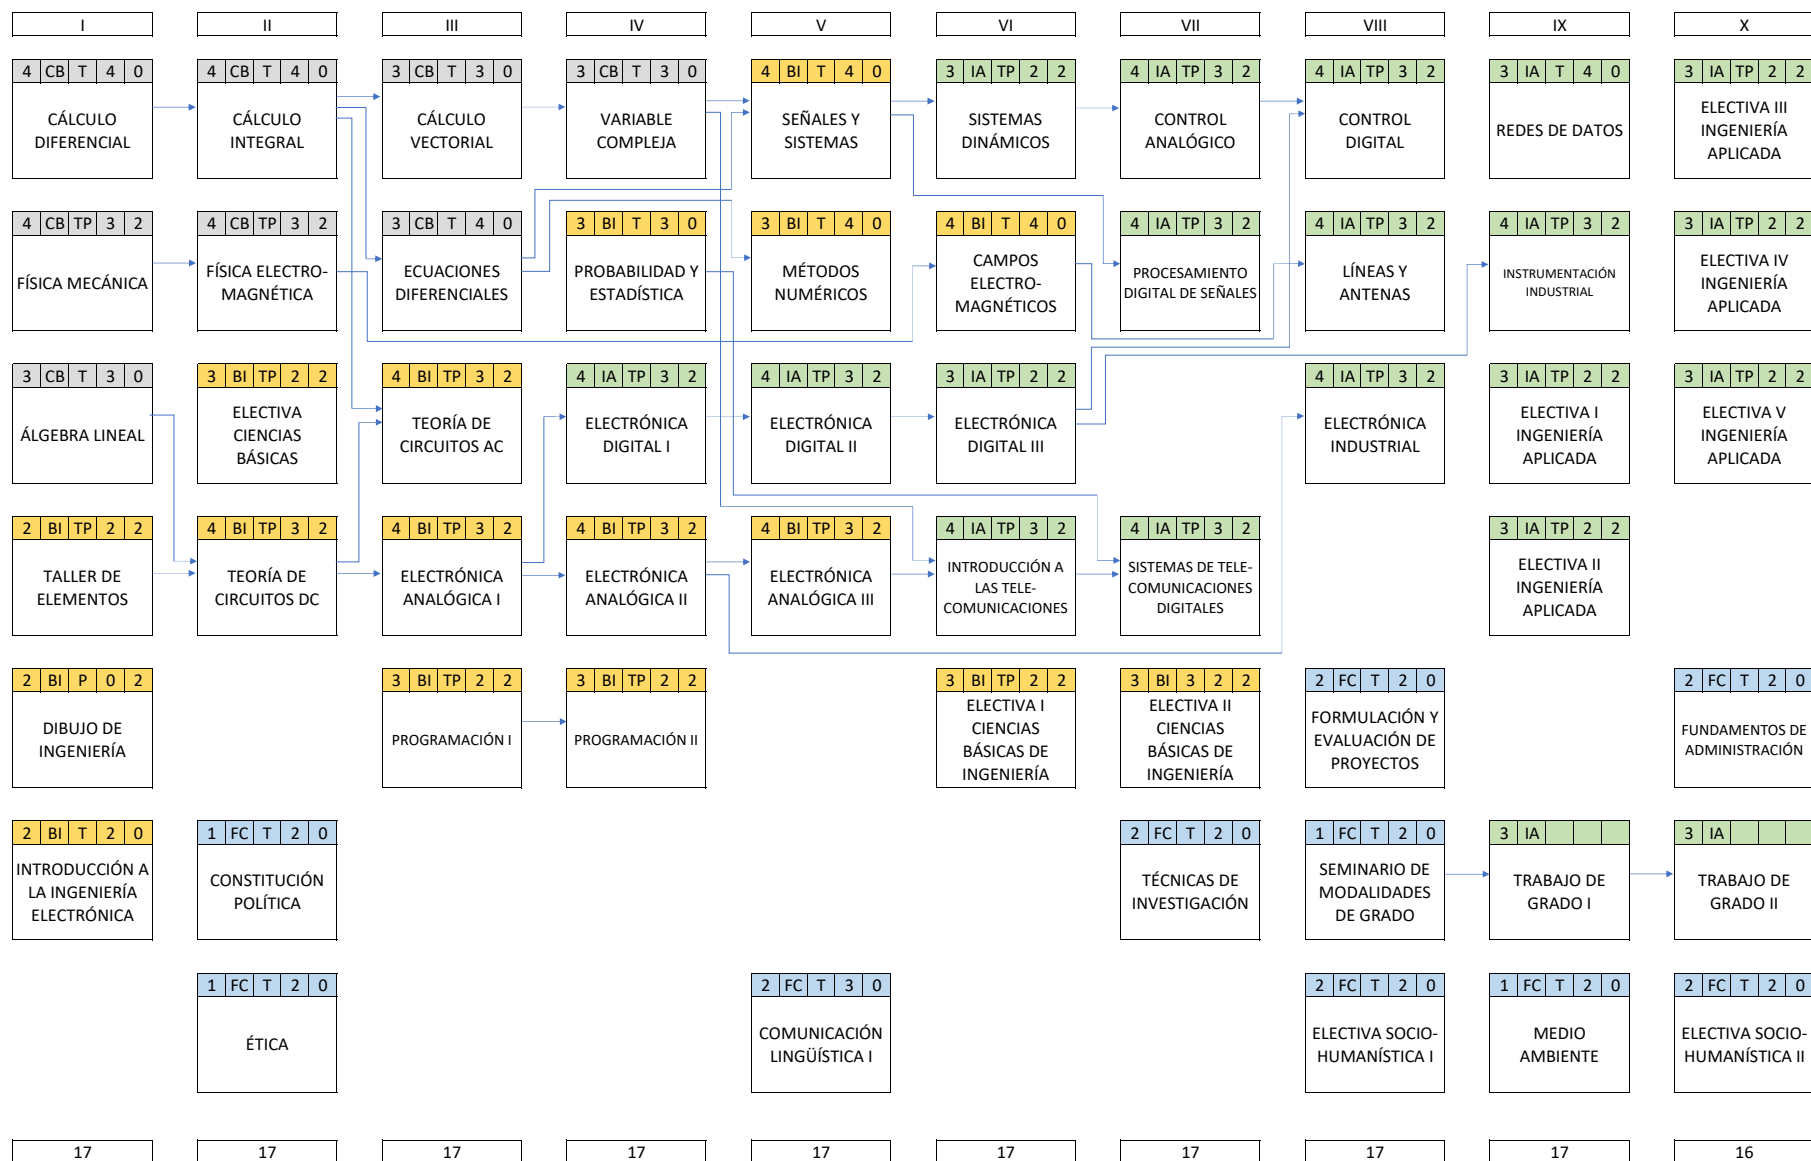 I II III IV V VI VII VIII IX X
4 CB T 4 0
CÁLCULO
DIFERENCIAL
4 CB T 4 0
CÁLCULO
INTEGRAL
3 CB T 3 0
CÁLCULO
VECTORIAL
3 CB T 3 0
VARIABLE
COMPLEJA
4 BI T 4 0
SEÑALES Y
SISTEMAS
3 IA TP 2 2
SISTEMAS
DINÁMICOS
4 IA TP 3 2
CONTROL
ANALÓGICO
4 IA TP 3 2
CONTROL
DIGITAL
3 IA T 4 0
REDES DE DATOS
3 IA TP 2 2
ELECTIVA III
INGENIERÍA
APLICADA
4 CB TP 3 2
FÍSICA MECÁNICA
4 CB TP 3 2
FÍSICA ELECTRO-
MAGNÉTICA
3 CB T 4 0
ECUACIONES
DIFERENCIALES
3 BI T 3 0
PROBABILIDAD Y
ESTADÍSTICA
3 BI T 4 0
MÉTODOS
NUMÉRICOS
4 BI T 4 0
CAMPOS
ELECTRO-
MAGNÉTICOS
4 IA TP 3 2
PROCESAMIENTO
DIGITAL DE SEÑALES
4 IA TP 3 2
LÍNEAS Y
ANTENAS
4 IA TP 3 2
INSTRUMENTACIÓN
INDUSTRIAL
3 IA TP 2 2
ELECTIVA IV
INGENIERÍA
APLICADA
3 CB T 3 0
ÁLGEBRA LINEAL
3 BI TP 2 2
ELECTIVA
CIENCIAS
BÁSICAS
4 BI TP 3 2
TEORÍA DE
CIRCUITOS AC
4 IA TP 3 2
ELECTRÓNICA
DIGITAL I
4 IA TP 3 2
ELECTRÓNICA
DIGITAL II
3 IA TP 2 2
ELECTRÓNICA
DIGITAL III
4 IA TP 3 2
ELECTRÓNICA
INDUSTRIAL
3 IA TP 2 2
ELECTIVA I
INGENIERÍA
APLICADA
3 IA TP 2 2
ELECTIVA V
INGENIERÍA
APLICADA
2 BI TP 2 2
TALLER DE
ELEMENTOS
4 BI TP 3 2
TEORÍA DE
CIRCUITOS DC
4 BI TP 3 2
ELECTRÓNICA
ANALÓGICA I
4 BI TP 3 2
ELECTRÓNICA
ANALÓGICA II
4 BI TP 3 2
ELECTRÓNICA
ANALÓGICA III
4 IA TP 3 2
INTRODUCCIÓN A
LAS TELE-
COMUNICACIONES
4 IA TP 3 2
SISTEMAS DE TELE-
COMUNICACIONES
DIGITALES
3 IA TP 2 2
ELECTIVA II
INGENIERÍA
APLICADA
2 BI P 0 2
DIBUJO DE
INGENIERÍA
3 BI TP 2 2
PROGRAMACIÓN I
3 BI TP 2 2
PROGRAMACIÓN II
3 BI TP 2 2
ELECTIVA I
CIENCIAS
BÁSICAS DE
INGENIERÍA
3 BI 3 2 2
ELECTIVA II
CIENCIAS
BÁSICAS DE
INGENIERÍA
2 FC T 2 0
FORMULACIÓN Y
EVALUACIÓN DE
PROYECTOS
2 FC T 2 0
FUNDAMENTOS DE
ADMINISTRACIÓN
2 BI T 2 0
INTRODUCCIÓN A
LA INGENIERÍA
ELECTRÓNICA
1 FC T 2 0
CONSTITUCIÓN
POLÍTICA
2 FC T 2 0
TÉCNICAS DE
INVESTIGACIÓN
1 FC T 2 0
SEMINARIO DE
MODALIDADES
DE GRADO
3 IA
TRABAJO DE
GRADO I
3 IA
TRABAJO DE
GRADO II
1 FC T 2 0
ÉTICA
2 FC T 3 0
COMUNICACIÓN
LINGÜÍSTICA I
2 FC T 2 0
ELECTIVA SOCIO-
HUMANÍSTICA I
1 FC T 2 0
MEDIO
AMBIENTE
2 FC T 2 0
ELECTIVA SOCIO-
HUMANÍSTICA II
17 17 17 17 17 17 17 17 17 16